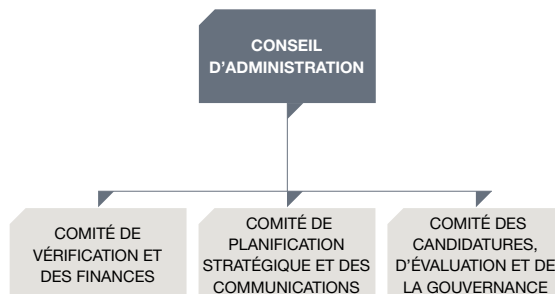 CONSEIL
D'ADMINISTRATION
COMITÉ DE
VÉRIFICATION ET
DES FINANCES
COMITÉ DE
PLANIFICATION
STRATÉGIQUE ET DES
COMMUNICATIONS
COMITÉ DES
CANDIDATURES,
D'ÉVALUATION ET DE
LA GOUVERNANCE